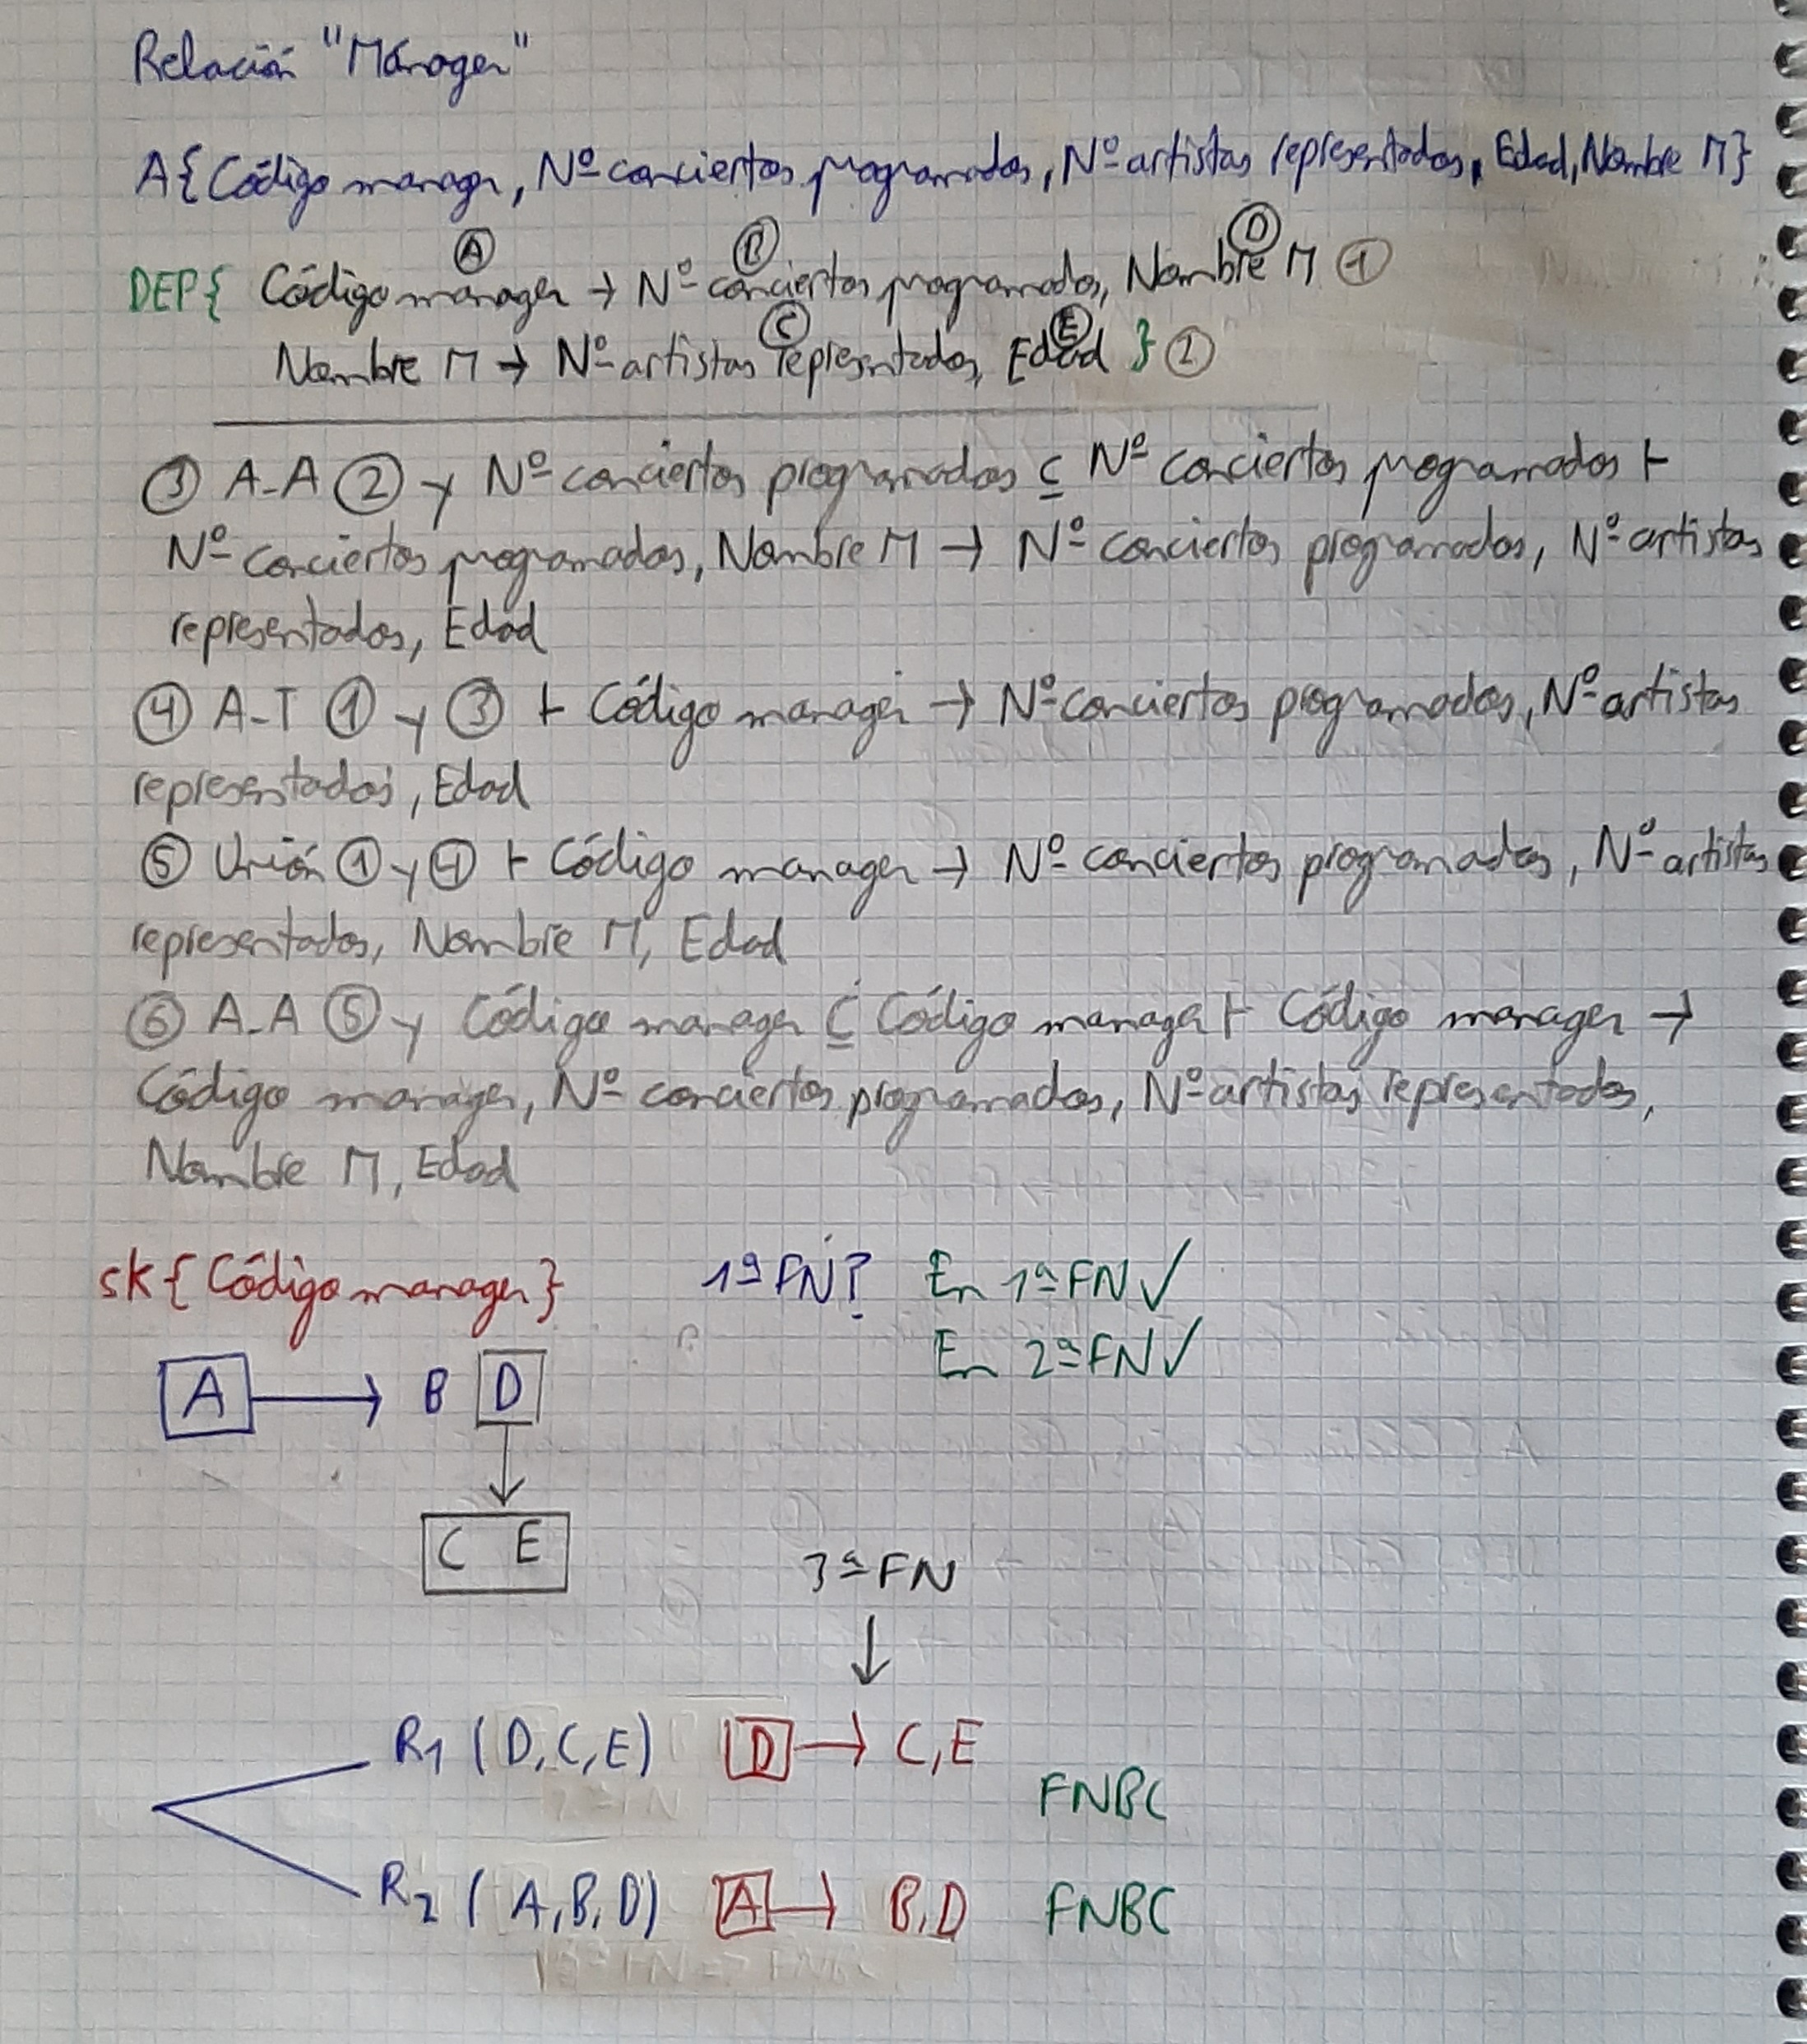 Relación "Mánager"
A{Código manager, Nº conciertos programados, Nº artistas representados, Edad, Nombre M}
A B D
DEP{ Código manager → Nº conciertos programados, Nombre M 1
C E
Nombre M → Nº artistas representados, Edad } 2
3 A-A 2 y Nº conciertos programados ⊆ Nº conciertos programados ⊢
Nº conciertos programados, Nombre M → Nº conciertos programados, Nº artistas
representados, Edad
4 A-T 1 y 3 ⊢ Código manager → Nº conciertos programados, Nº artistas
representados, Edad
5 Unión 1 y 4 ⊢ Código manager → Nº conciertos programados, Nº artistas
representados, Nombre M, Edad
6 A-A 5 y Código manager ⊆ Código manager ⊢ Código manager →
Código manager, Nº conciertos programados, Nº artistas representados,
Nombre M, Edad
SK{Código manager} 1ª FN? En 1ª FN ✓
En 2ª FN ✓
A → B D
↓
C E
3ª FN
↓
R1 (D, C, E) D → C, E
FNBC
R2 (A, B, D) A → B, D FNBC